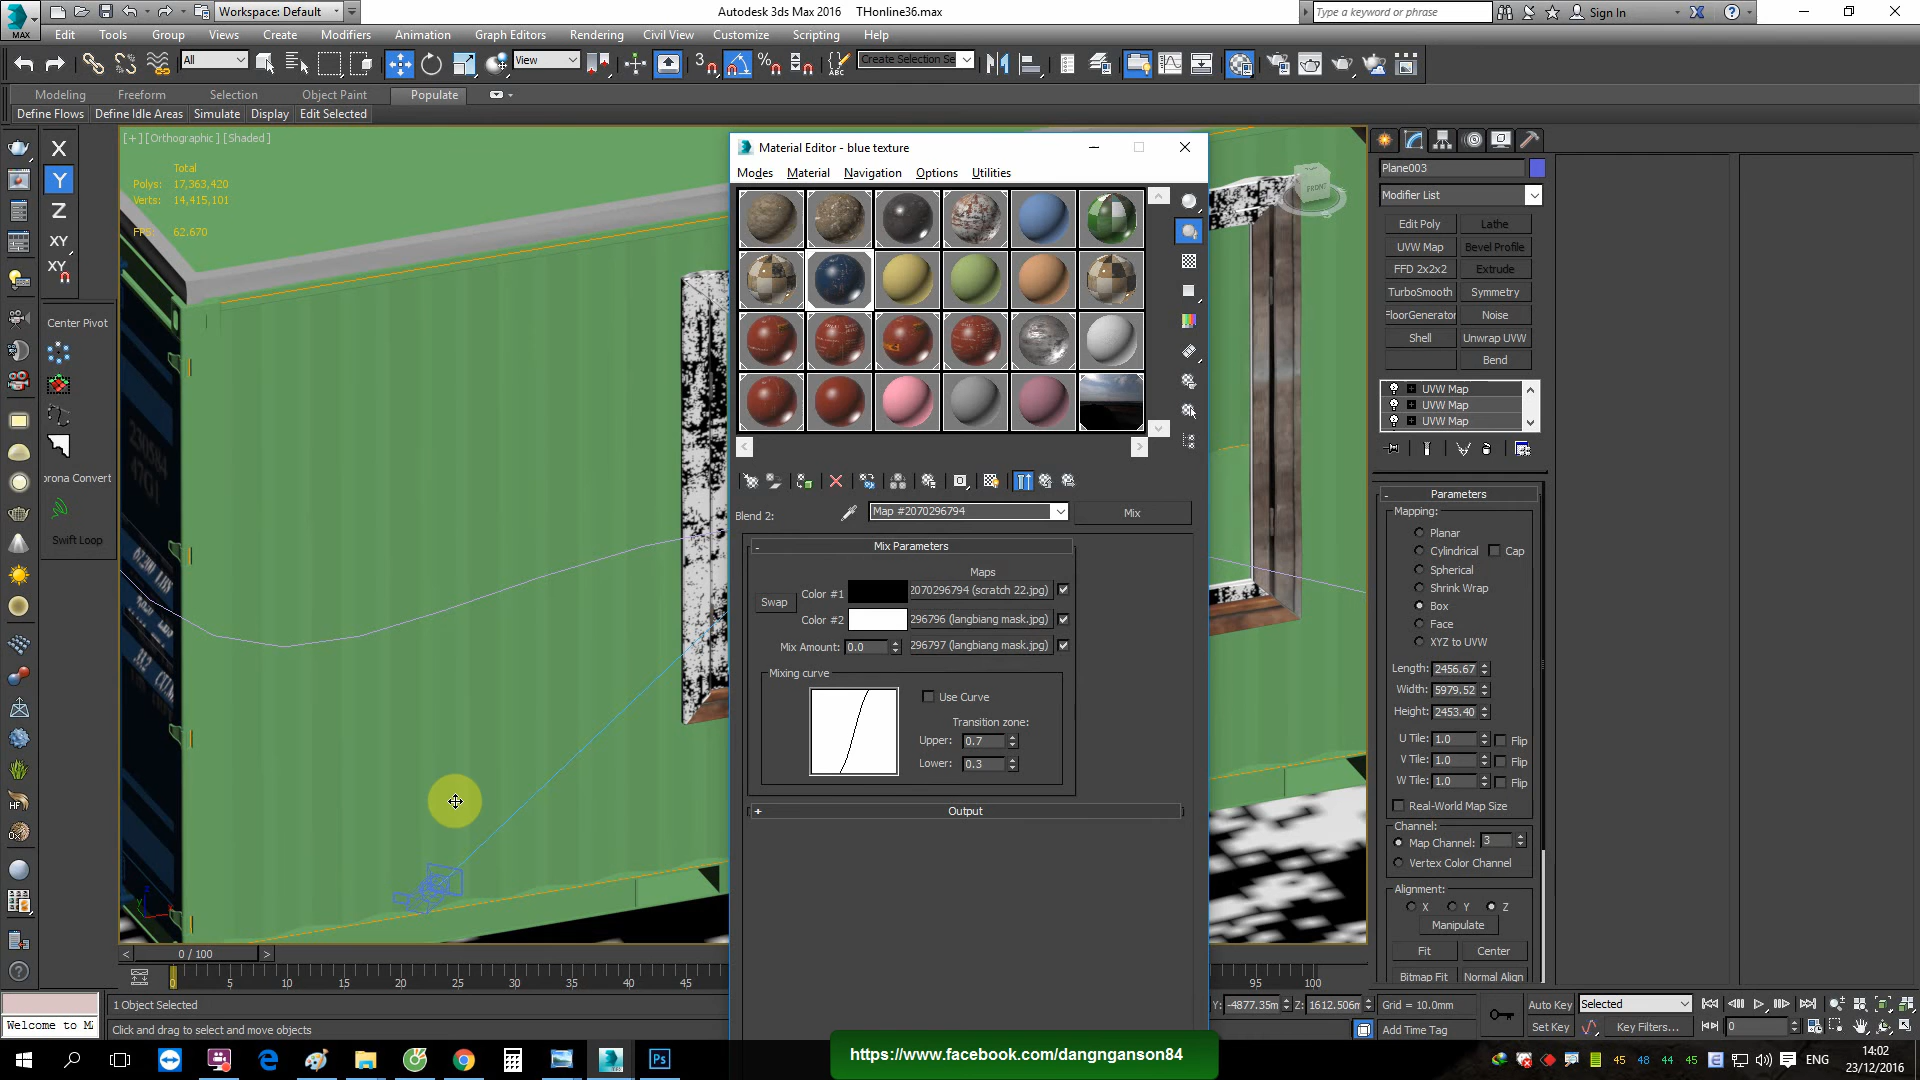 Workspace: Default
Autodesk 3ds Max 2016    THonline36.max
Type a keyword or phrase
Sign In
MAX
Edit Tools Group Views Create Modifiers Animation Graph Editors Rendering Civil View Customize Scripting Help
All
View
Create Selection Se
Modeling Freeform Selection Object Paint Populate
Define Flows Define Idle Areas Simulate Display Edit Selected
X
Y
Z
XY
XY
Center Pivot
orona Convert
Swift Loop
[+] [Orthographic] [Shaded]
Total
Polys: 17,363,420
Verts: 14,415,101
FPS: 62.670
FRONT
Material Editor - blue texture
Modes Material Navigation Options Utilities
Blend 2:
Map #2070296794
Mix
Mix Parameters
Maps
Swap
Color #1
2070296794 (scratch 22.jpg)
Color #2
296796 (langbiang mask.jpg)
Mix Amount: 0.0
296797 (langbiang mask.jpg)
Mixing curve
Use Curve
Transition zone:
Upper: 0.7
Lower: 0.3
Output
Plane003
Modifier List
Edit Poly Lathe
UVW Map Bevel Profile
FFD 2x2x2 Extrude
TurboSmooth Symmetry
FloorGenerator Noise
Shell Unwrap UVW
Bend
UVW Map
UVW Map
UVW Map
Parameters
Mapping:
Planar
Cylindrical Cap
Spherical
Shrink Wrap
Box
Face
XYZ to UVW
Length: 2456.67
Width: 5979.52
Height: 2453.40
U Tile: 1.0 Flip
V Tile: 1.0 Flip
W Tile: 1.0 Flip
Real-World Map Size
Channel:
Map Channel: 3
Vertex Color Channel
Alignment:
X Y Z
Manipulate
Fit Center
Bitmap Fit Normal Align
0 / 100
0 5 10 15 20 25 30 35 40 45 95 100
1 Object Selected
Welcome to M
Click and drag to select and move objects
Y: -4877.35m Z: 1612.506m Grid = 10.0mm
Add Time Tag
Auto Key Selected
Set Key Key Filters...
0
https://www.facebook.com/dangnganson84
45 48 44 45
ENG
14:02
23/12/2016